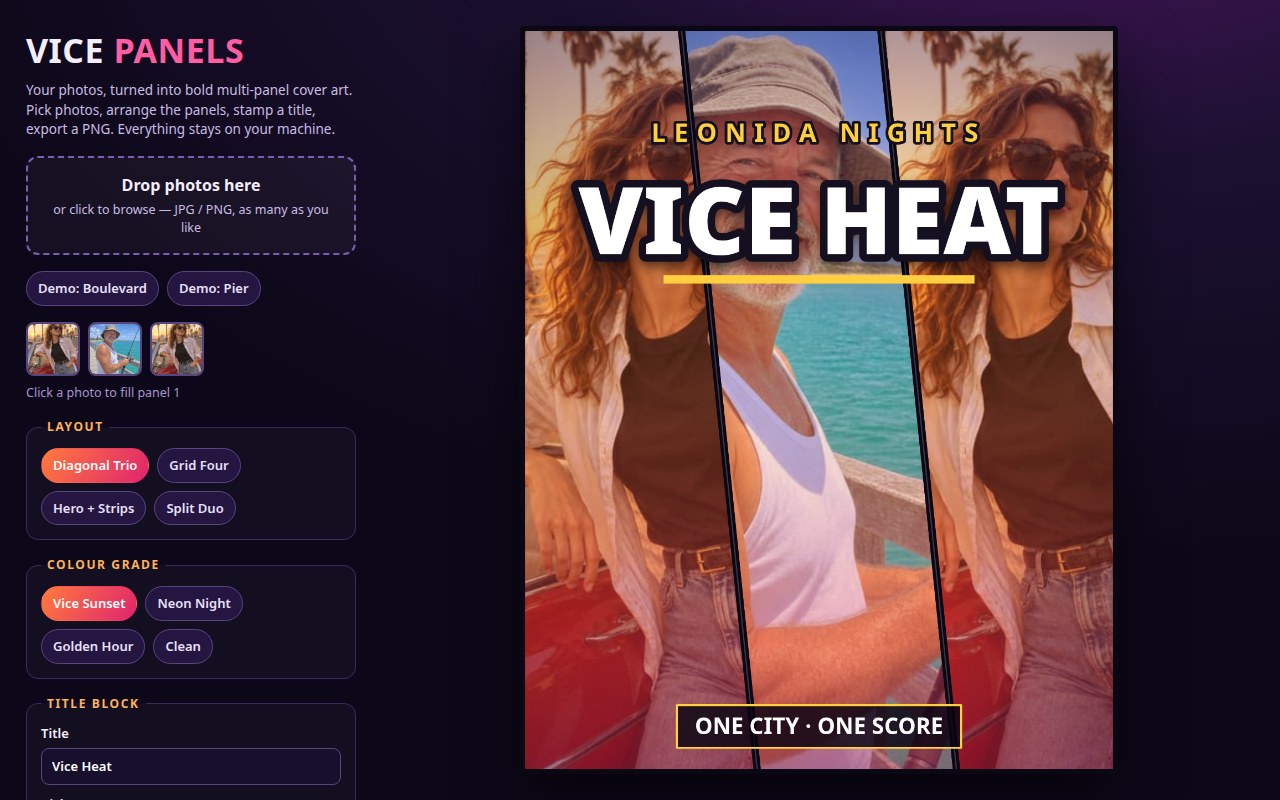 VICE PANELS
Your photos, turned into bold multi-panel cover art.
Pick photos, arrange the panels, stamp a title,
export a PNG. Everything stays on your machine.
Drop photos here
or click to browse — JPG / PNG, as many as you
like
Demo: Boulevard
Demo: Pier
Click a photo to fill panel 1
LAYOUT
Diagonal Trio
Grid Four
Hero + Strips
Split Duo
COLOUR GRADE
Vice Sunset
Neon Night
Golden Hour
Clean
TITLE BLOCK
Title
Vice Heat
LEONIDA NIGHTS
VICE HEAT
ONE CITY · ONE SCORE